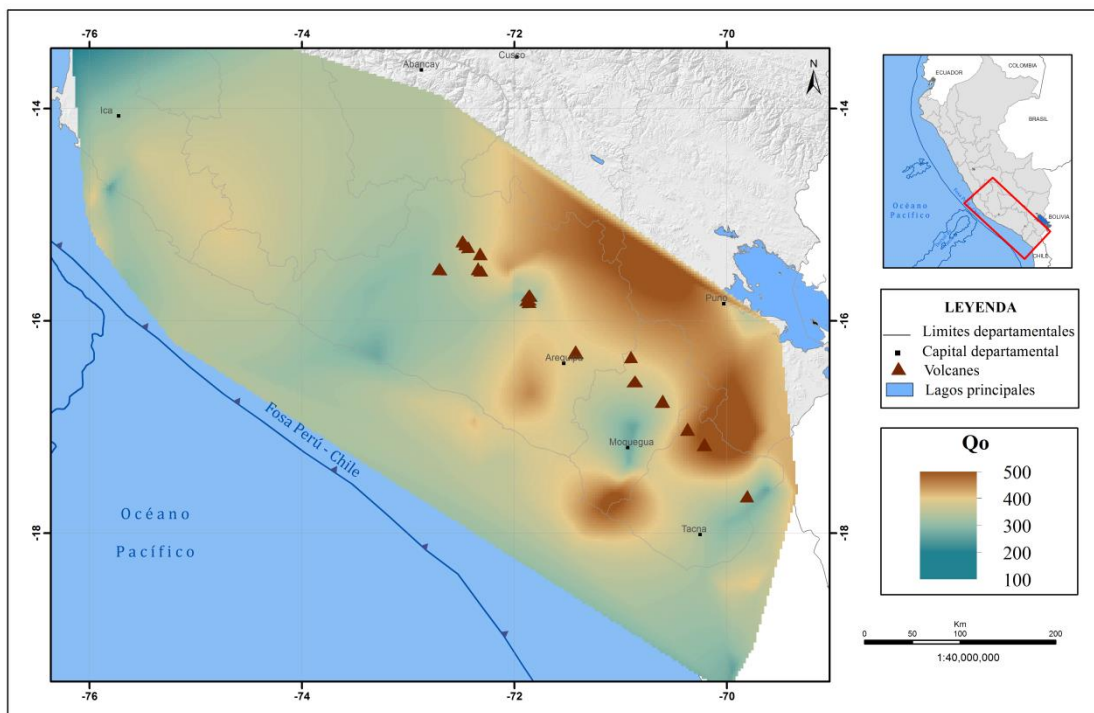 -76
-74
-72
-70
Cusco
Abancay
N
-14
-14
Ica
Puno
-16
-16
Arequipa
Moquegua
Fosa Perú - Chile
Océano
Pacífico
-18
-18
Tacna
-76
-74
-72
-70
COLOMBIA
ECUADOR
BRASIL
Océano
Pacífico
BOLIVIA
CHILE
LEYENDA
Limites departamentales
Capital departamental
Volcanes
Lagos principales
Qo
500
400
300
200
100
Km
0 50 100 200
1:40,000,000